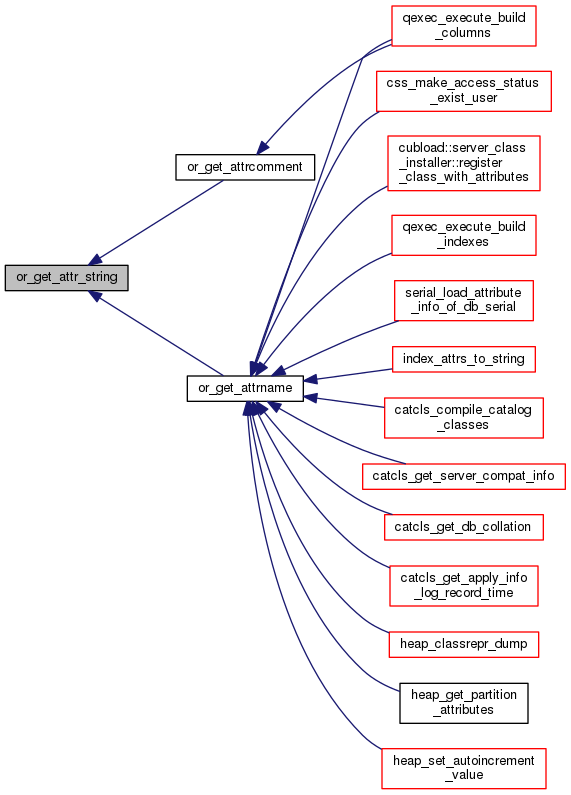 qexec_execute_build
_columns
css_make_access_status
_exist_user
cubload::server_class
_installer::register
_class_with_attributes
or_get_attrcomment
qexec_execute_build
_indexes
or_get_attr_string
serial_load_attribute
_info_of_db_serial
index_attrs_to_string
or_get_attrname
catcls_compile_catalog
_classes
catcls_get_server_compat_info
catcls_get_db_collation
catcls_get_apply_info
_log_record_time
heap_classrepr_dump
heap_get_partition
_attributes
heap_set_autoincrement
_value